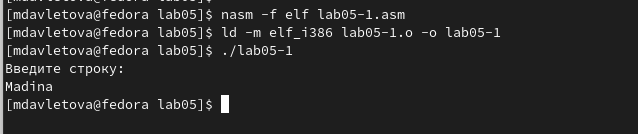 [mdavletova@fedora lab05]$ nasm -f elf lab05-1.asm
[mdavletova@fedora lab05]$ ld -m elf_i386 lab05-1.o -o lab05-1
[mdavletova@fedora lab05]$ ./lab05-1
Введите строку:
Madina
[mdavletova@fedora lab05]$